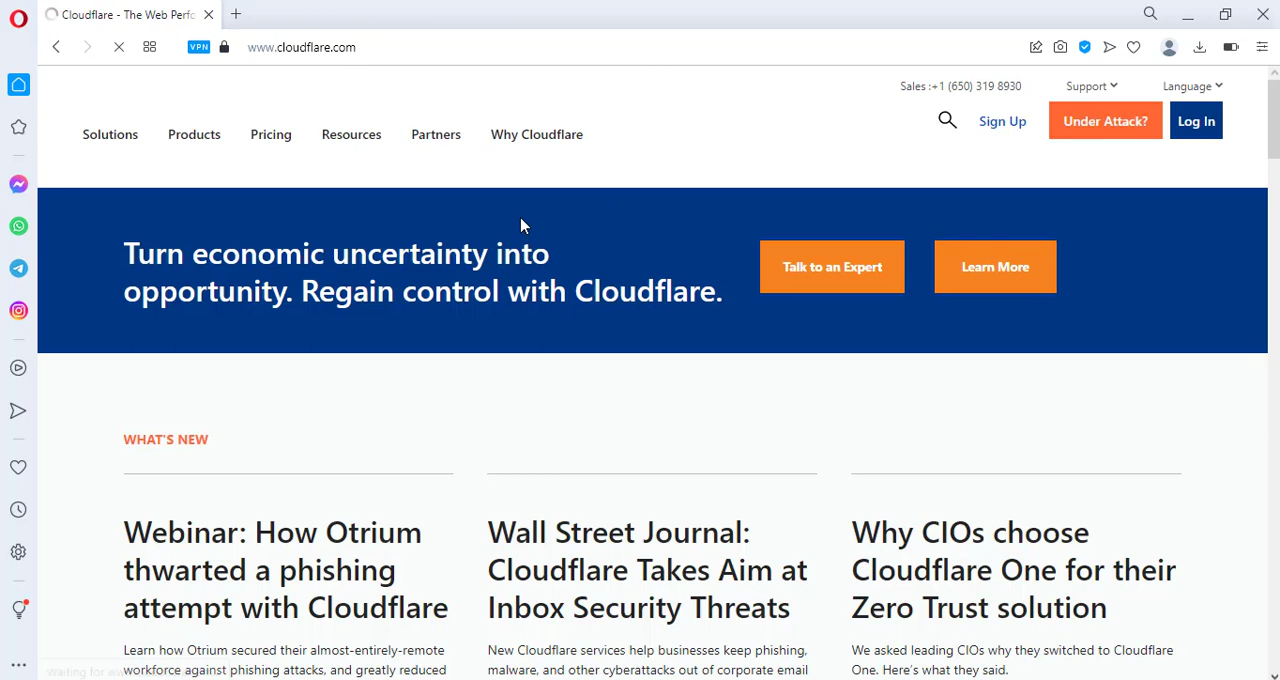 Cloudflare - The Web Perfc
VPN
www.cloudflare.com
Sales :+1 (650) 319 8930
Support
Language
Solutions
Products
Pricing
Resources
Partners
Why Cloudflare
Sign Up
Under Attack?
Log In
Turn economic uncertainty into
opportunity. Regain control with Cloudflare.
Talk to an Expert
Learn More
WHAT'S NEW
Webinar: How Otrium
thwarted a phishing
attempt with Cloudflare
Learn how Otrium secured their almost-entirely-remote
workforce against phishing attacks, and greatly reduced
Wall Street Journal:
Cloudflare Takes Aim at
Inbox Security Threats
New Cloudflare services help businesses keep phishing,
malware, and other cyberattacks out of corporate email
Why CIOs choose
Cloudflare One for their
Zero Trust solution
We asked leading CIOs why they switched to Cloudflare
One. Here's what they said.
Waiting for